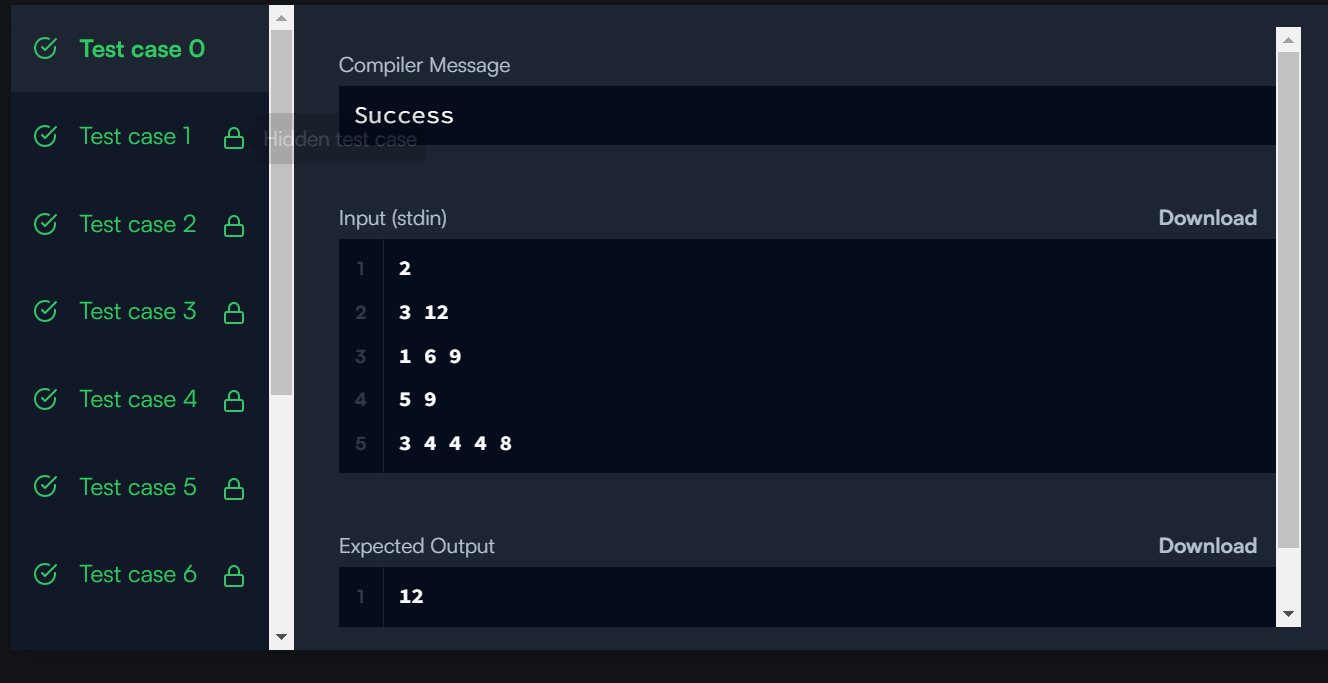 Test case 0
Test case 1
Hidden test case
Test case 2
Test case 3
Test case 4
Test case 5
Test case 6
Compiler Message
Success
Input (stdin)
Download
1 2
2 3 12
3 1 6 9
4 5 9
5 3 4 4 4 8
Expected Output
Download
1 12